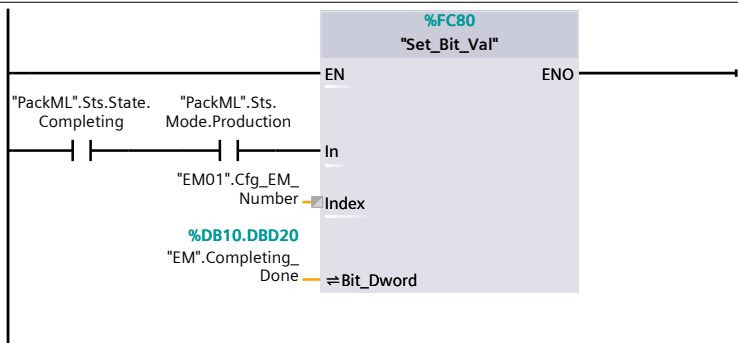 %FC80
"Set_Bit_Val"
EN
ENO
"PackML".Sts.State.
Completing
"PackML".Sts.
Mode.Production
In
"EM01".Cfg_EM_
Number
Index
%DB10.DBD20
"EM".Completing_
Done
⇌Bit_Dword